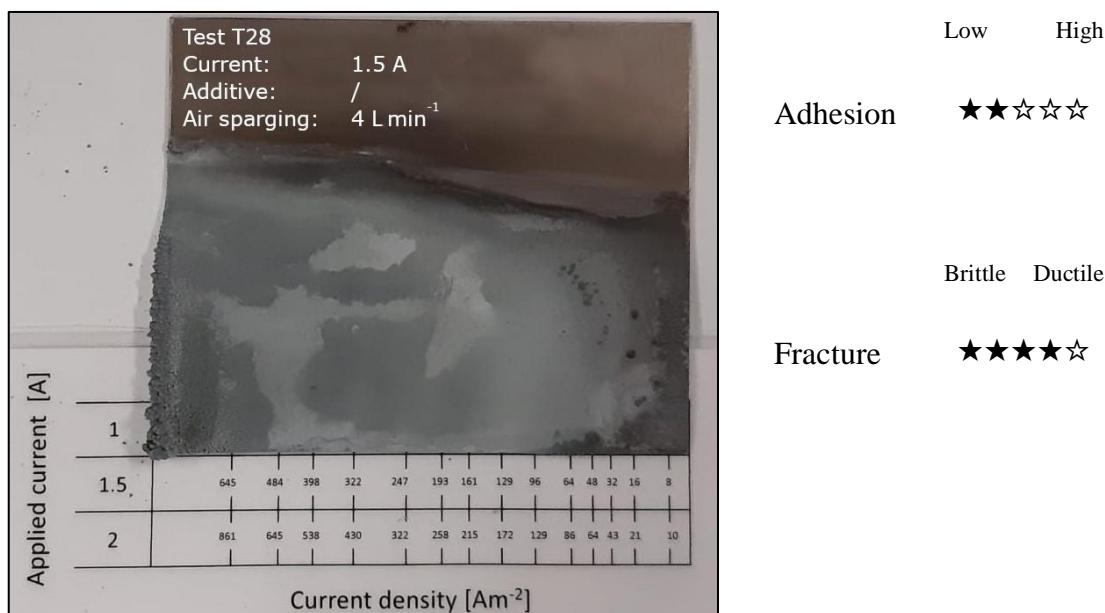 Test T28
Current: 1.5 A
Additive: /
Air sparging: 4 L min⁻¹
Applied current [A]
1
1.5 645 484 398 322 247 193 161 129 96 64 48 32 16 8
2 861 645 538 430 322 258 215 172 129 86 64 43 21 10
Current density [Am⁻²]
Low High
Adhesion ★★☆☆☆
Brittle Ductile
Fracture ★★★★☆